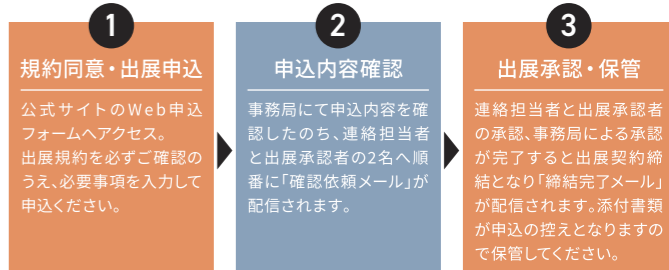 1
規約同意・出展申込
公式サイトのWeb申込
フォームへアクセス。
出展規約を必ずご確認の
うえ、必要事項を入力して
申込ください。
2
申込内容確認
事務局にて申込内容を確
認したのち、連絡担当者
と出展承認者の2名へ順
番に「確認依頼メール」が
配信されます。
3
出展承認・保管
連絡担当者と出展承認者
の承認、事務局による承認
が完了すると出展契約締
結となり「締結完了メール」
が配信されます。添付書類
が申込の控えとなりますの
で保管してください。